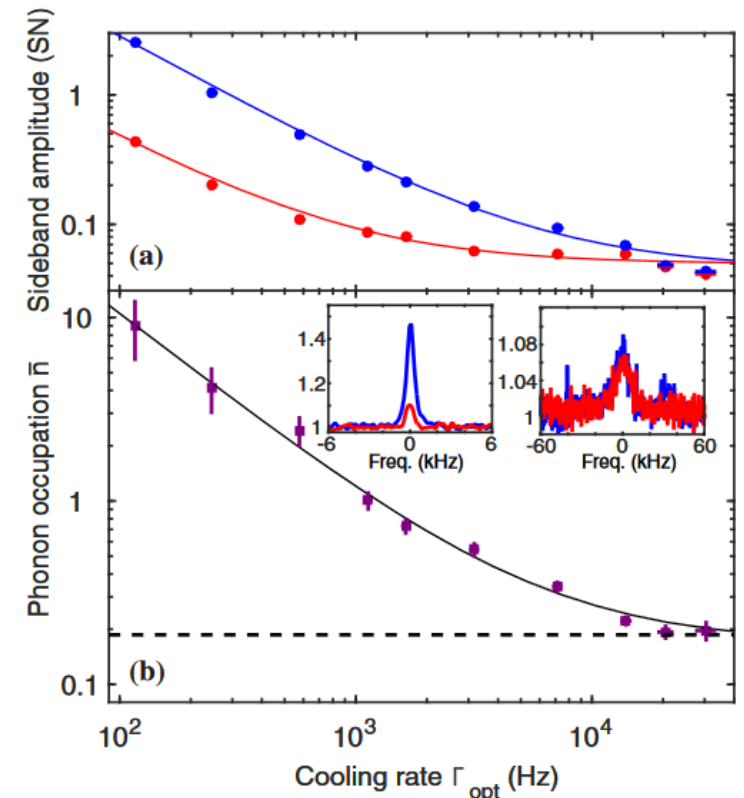 Sideband amplitude (SN)
1
0.1
(a)
Phonon occupation n̄
10
1
0.1
(b)
1.4
1.2
1
-6 0 6
Freq. (kHz)
1.08
1.04
1
-60 0 60
Freq. (kHz)
10² 10³ 10⁴
Cooling rate Γopt (Hz)